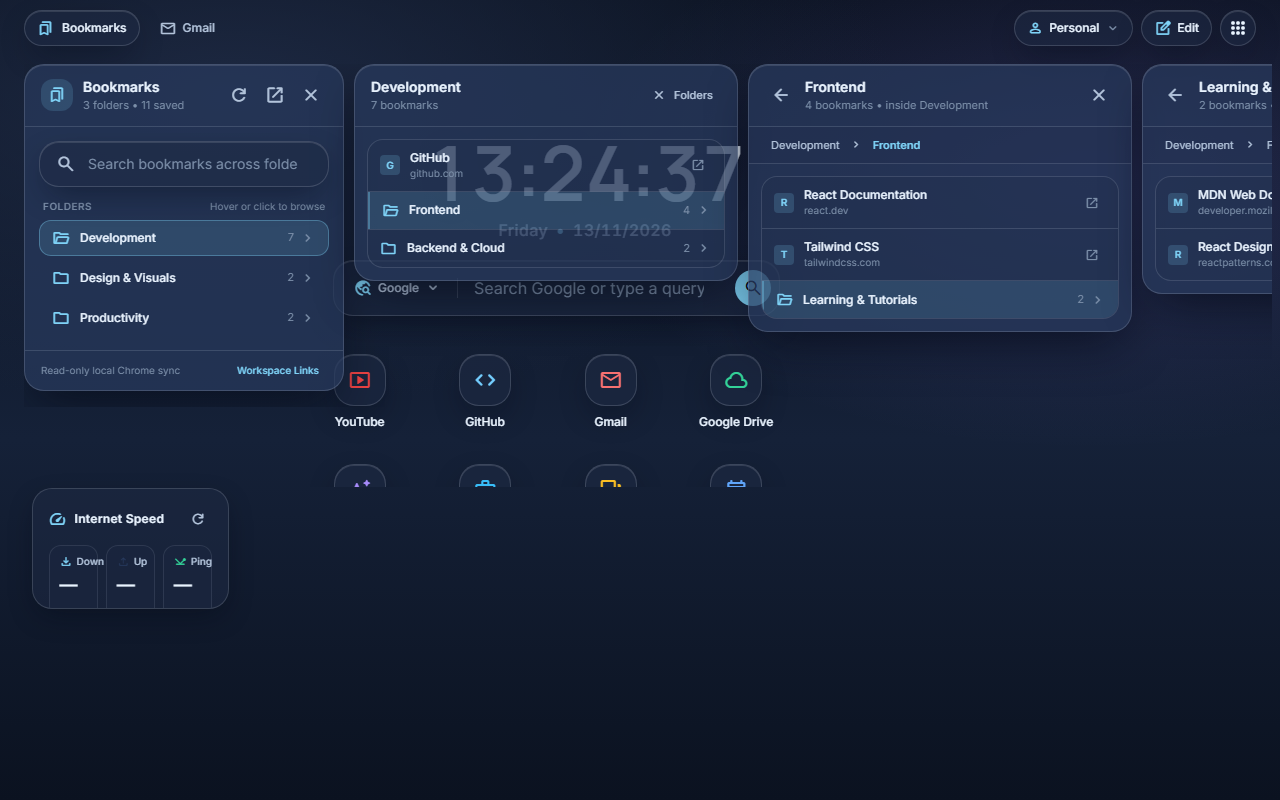 Bookmarks
Gmail
Personal
Edit
Bookmarks
3 folders • 11 saved
Search bookmarks across folde
FOLDERS
Hover or click to browse
Development
7
Design & Visuals
2
Productivity
2
Read-only local Chrome sync
Workspace Links
Development
7 bookmarks
Folders
G
GitHub
github.com
Frontend
4
Backend & Cloud
2
13:24:37
Friday • 13/11/2026
Google
Search Google or type a query
Frontend
4 bookmarks • inside Development
Development
Frontend
R
React Documentation
react.dev
T
Tailwind CSS
tailwindcss.com
Learning & Tutorials
2
Learning &
2 bookmarks
Development
M
MDN Web Do
developer.mozil
R
React Design
reactpatterns.c
YouTube
GitHub
Gmail
Google Drive
Internet Speed
Down
Up
Ping
—
—
—